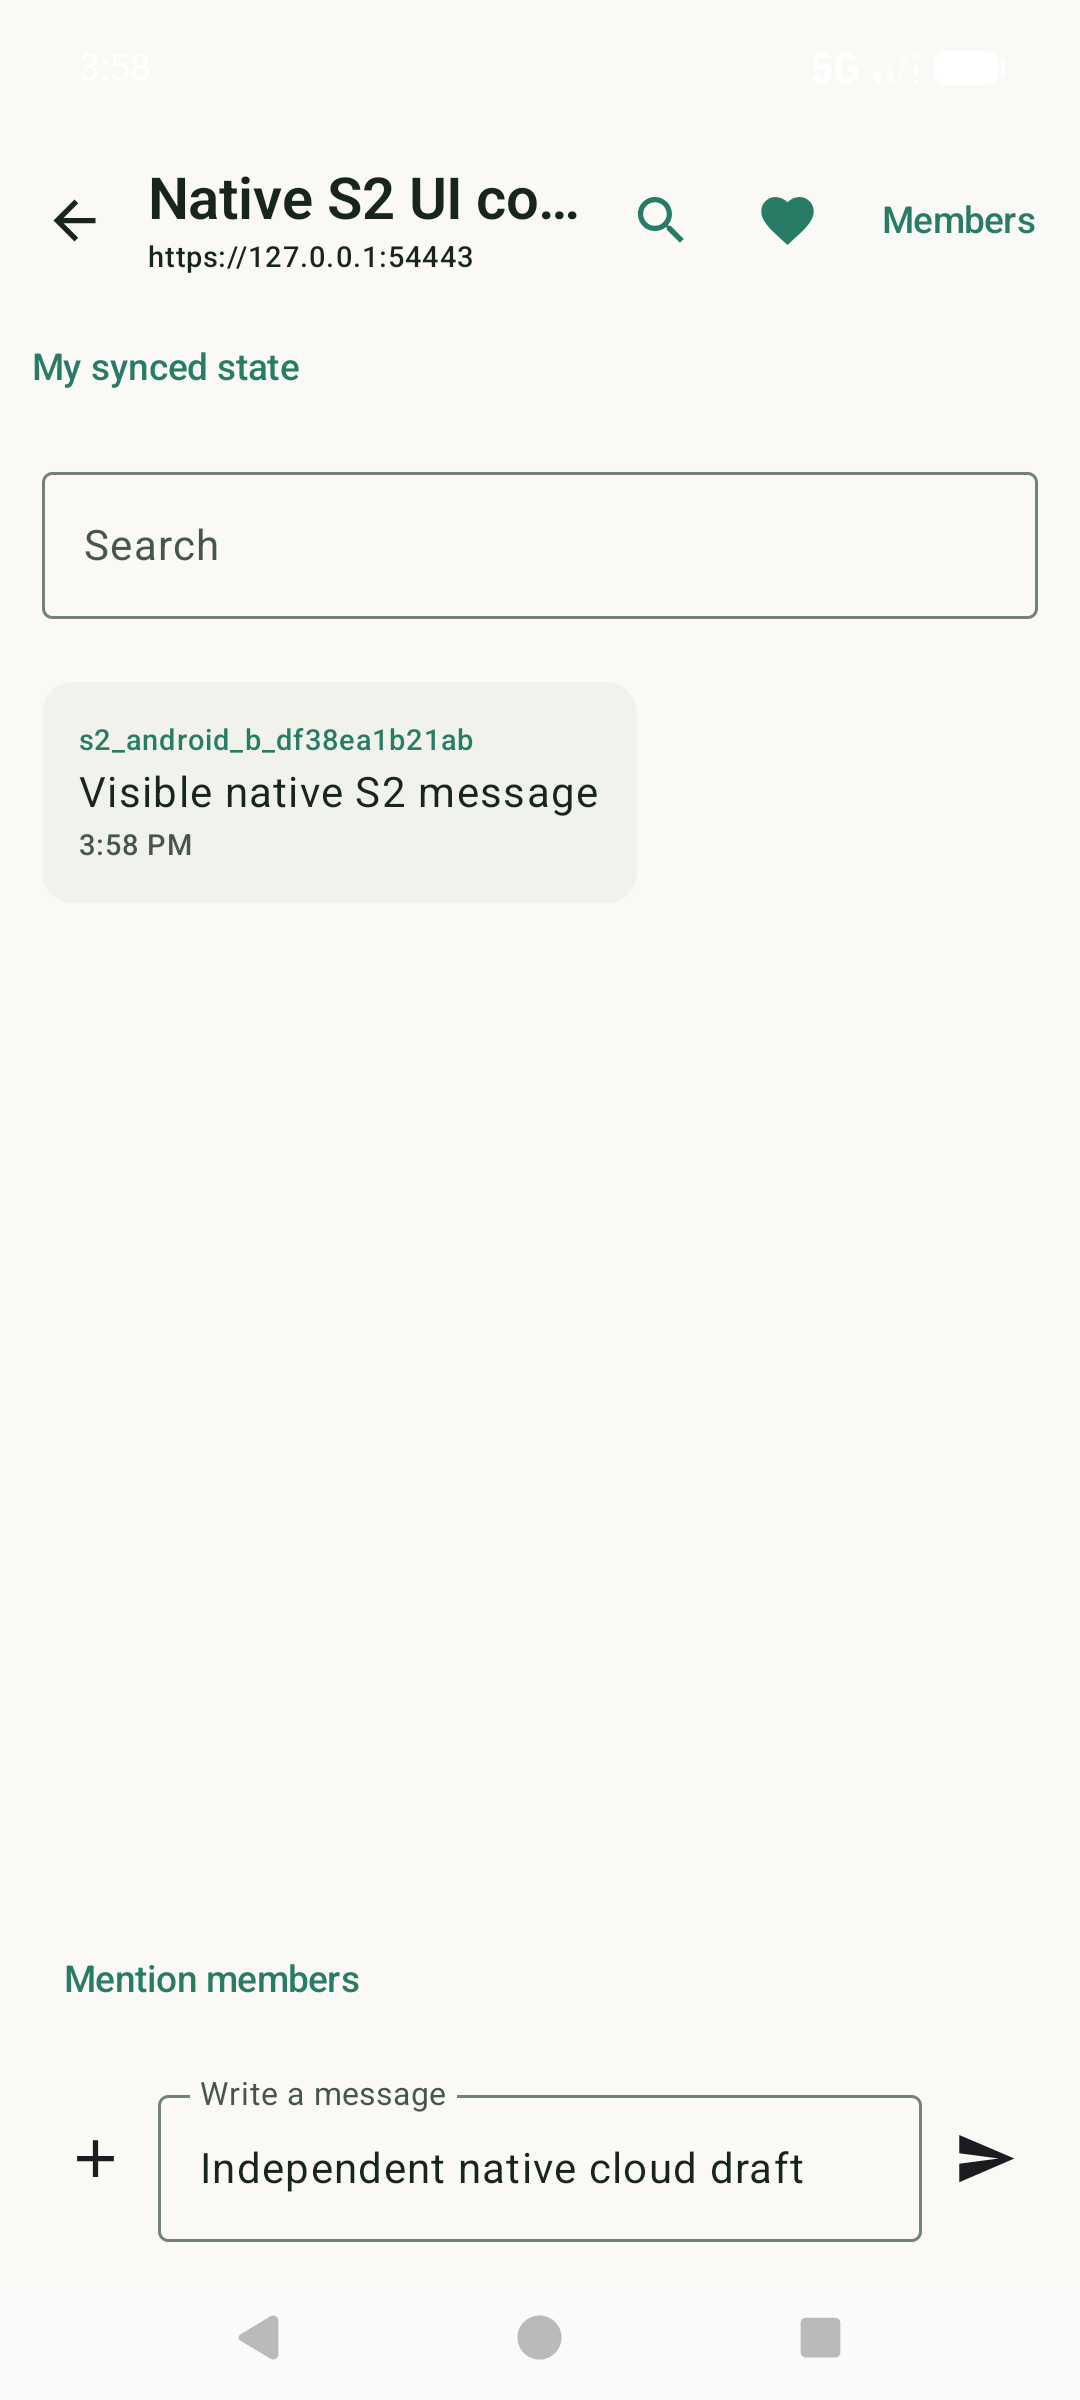 3:58 5G
Native S2 UI co...
https://127.0.0.1:54443
Members
My synced state
Search
s2_android_b_df38ea1b21ab
Visible native S2 message
3:58 PM
Mention members
Write a message
Independent native cloud draft